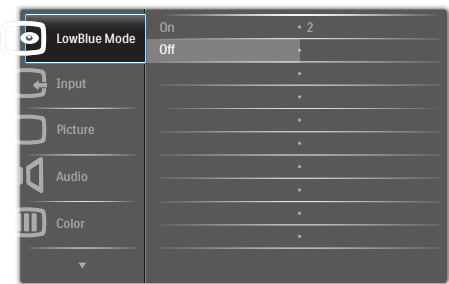 LowBlue Mode
Input
Picture
Audio
Color
On • 2
Off